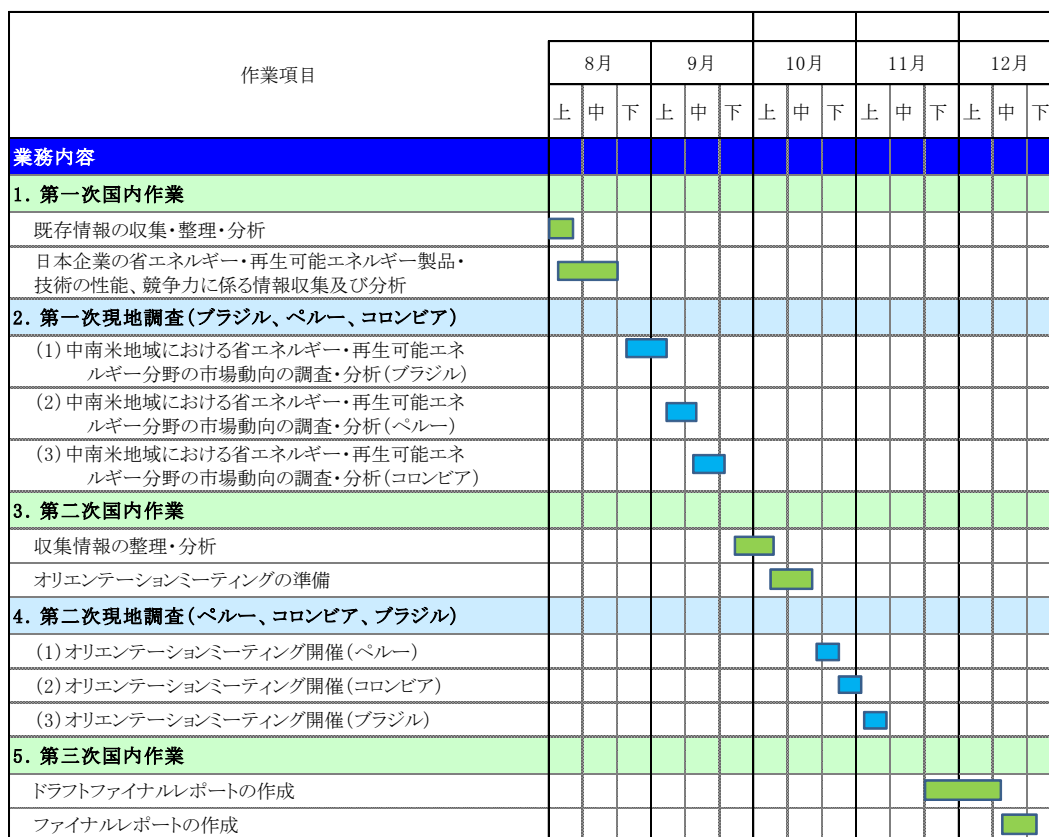 作業項目
8月 9月 10月 11月 12月
上 中 下 上 中 下 上 中 下 上 中 下 上 中 下
業務内容
1．第一次国内作業
既存情報の収集・整理・分析
日本企業の省エネルギー・再生可能エネルギー製品・
技術の性能、競争力に係る情報収集及び分析
2．第一次現地調査（ブラジル、ペルー、コロンビア）
（1）中南米地域における省エネルギー・再生可能エネ
ルギー分野の市場動向の調査・分析（ブラジル）
（2）中南米地域における省エネルギー・再生可能エネ
ルギー分野の市場動向の調査・分析（ペルー）
（3）中南米地域における省エネルギー・再生可能エネ
ルギー分野の市場動向の調査・分析（コロンビア）
3．第二次国内作業
収集情報の整理・分析
オリエンテーションミーティングの準備
4．第二次現地調査（ペルー、コロンビア、ブラジル）
（1）オリエンテーションミーティング開催（ペルー）
（2）オリエンテーションミーティング開催（コロンビア）
（3）オリエンテーションミーティング開催（ブラジル）
5．第三次国内作業
ドラフトファイナルレポートの作成
ファイナルレポートの作成